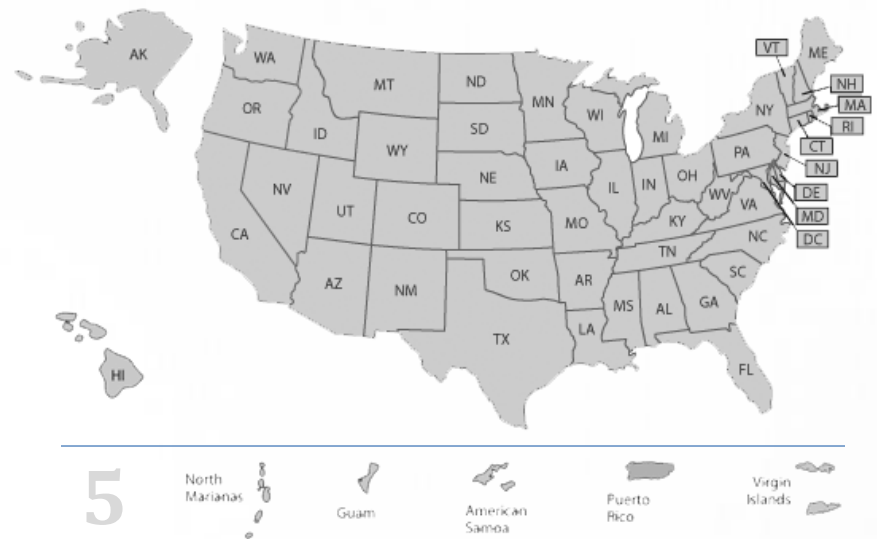 AK
WA
MT
ND
MN
VT
ME
NH
MA
RI
CT
NJ
DE
MD
DC
OR
ID
WY
SD
WI
MI
NY
PA
NV
UT
CO
NE
IA
IL
IN
OH
WV
VA
CA
KS
MO
KY
NC
AZ
NM
OK
AR
TN
SC
TX
LA
MS
AL
GA
FL
HI
5
North
Marianas
Guam
American
Samoa
Puerto
Rico
Virgin
Islands